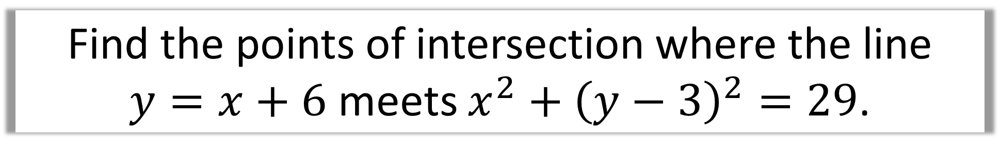 Find the points of intersection where the line
y = x + 6 meets x² + (y − 3)² = 29.